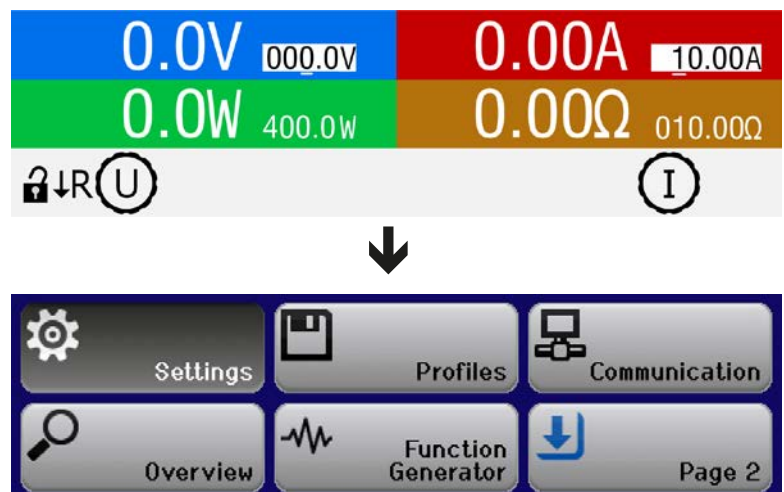 0.0V 000.0V 0.00A 10.00A
0.0W 400.0W 0.00Ω 010.00Ω
↓R U I
Settings Profiles Communication
Overview Function Generator Page 2